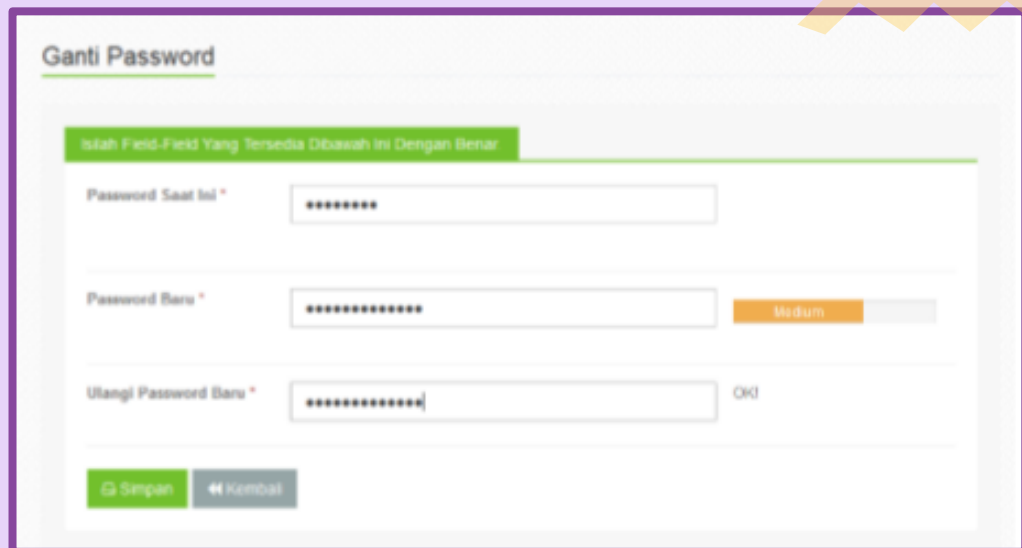 Ganti Password
Isilah Field-Field Yang Tersedia Dibawah Ini Dengan Benar
Password Saat Ini *
••••••••
Password Baru *
•••••••••••••
Medium
Ulangi Password Baru *
•••••••••••••
OK!
Simpan
Kembali